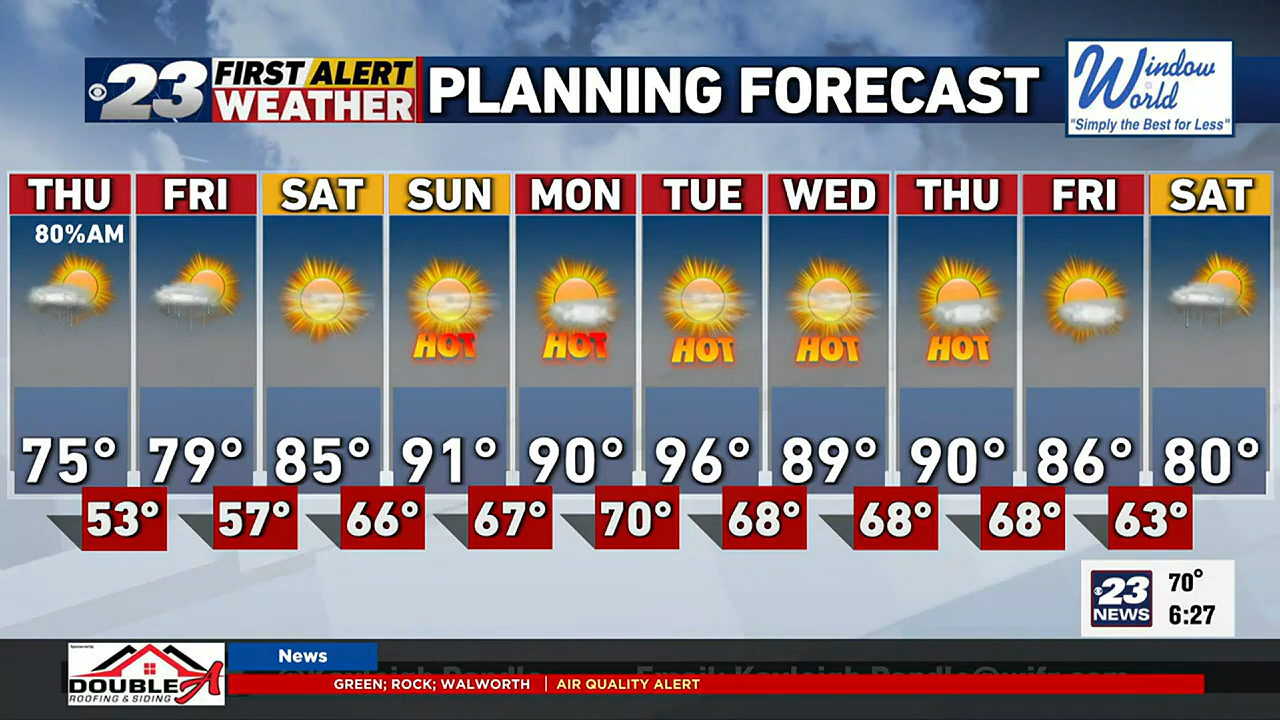 23 FIRST ALERT
WEATHER
PLANNING FORECAST
Window
World
"Simply the Best for Less"
THU FRI SAT SUN MON TUE WED THU FRI SAT
80%AM
HOT HOT HOT HOT HOT
75° 79° 85° 91° 90° 96° 89° 90° 86° 80°
53° 57° 66° 67° 70° 68° 68° 68° 63°
23
NEWS
70°
6:27
Sponsored by
DOUBLE A
ROOFING & SIDING
News
GREEN; ROCK; WALWORTH | AIR QUALITY ALERT